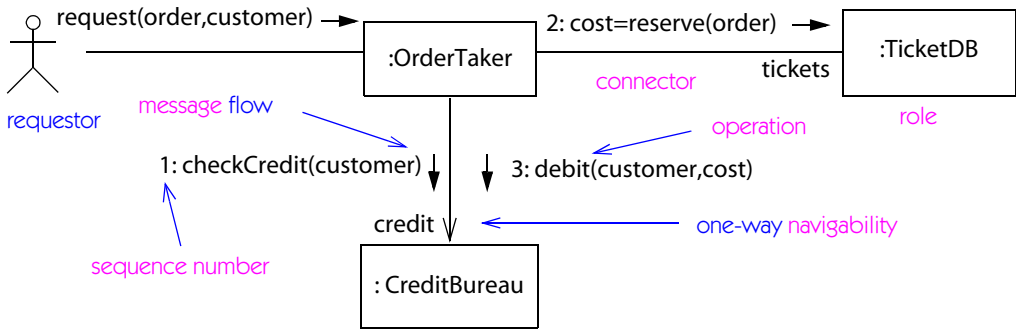 request(order,customer)
2: cost=reserve(order)
:OrderTaker
:TicketDB
tickets
connector
requestor
message flow
operation
role
1: checkCredit(customer)
3: debit(customer,cost)
credit
one-way navigability
sequence number
: CreditBureau